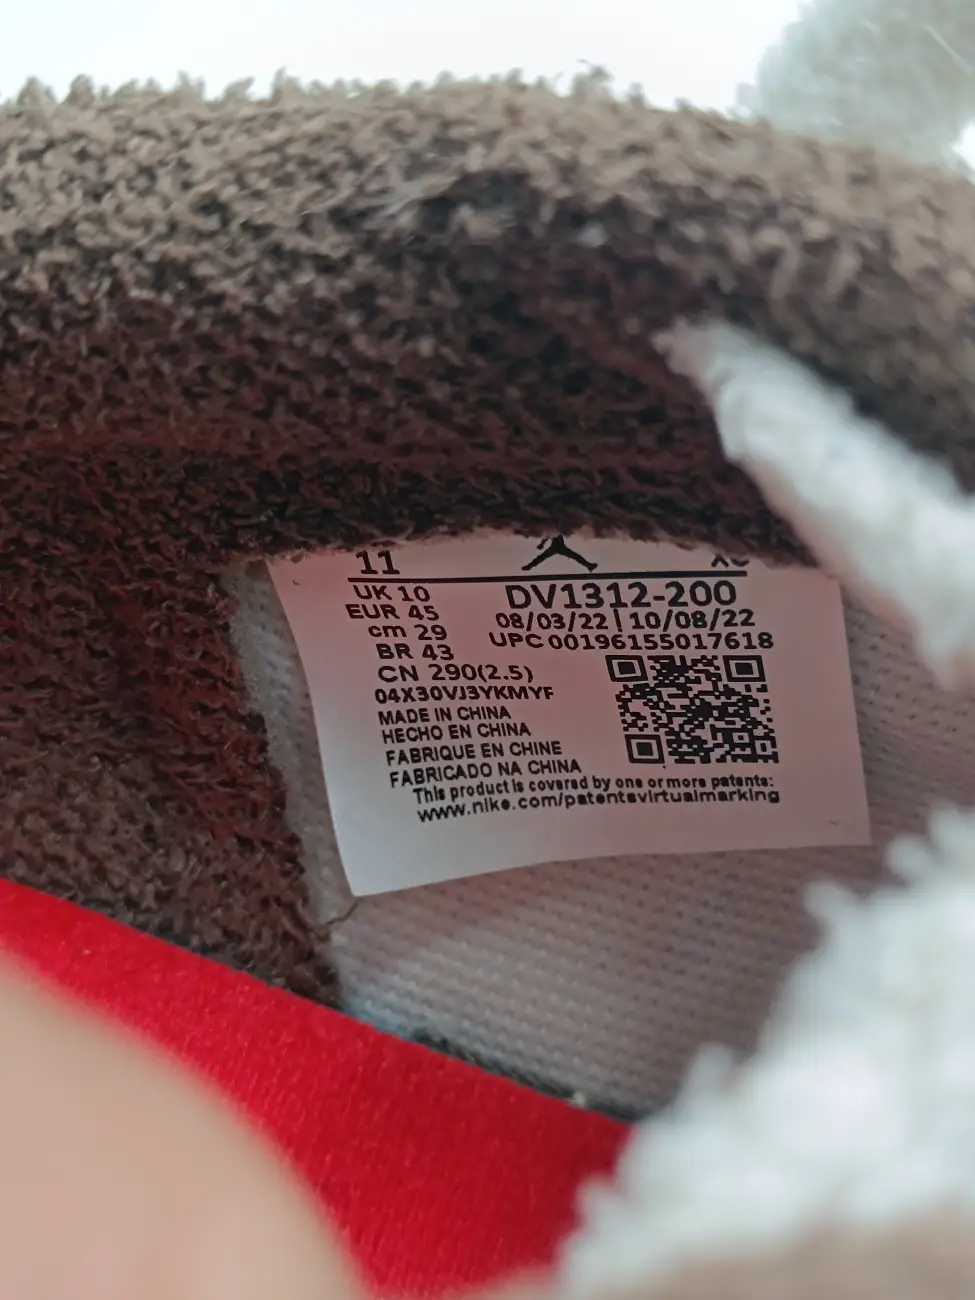 11
UK 10
EUR 45
cm 29
BR 43
CN 290(2.5)
04X30VJ3YKMYF
MADE IN CHINA
HECHO EN CHINA
FABRIQUE EN CHINE
FABRICADO NA CHINA
DV1312-200
08/03/22 | 10/08/22
UPC 00196155017618
This product is covered by one or more patents:
www.nike.com/patentsvirtualmarking